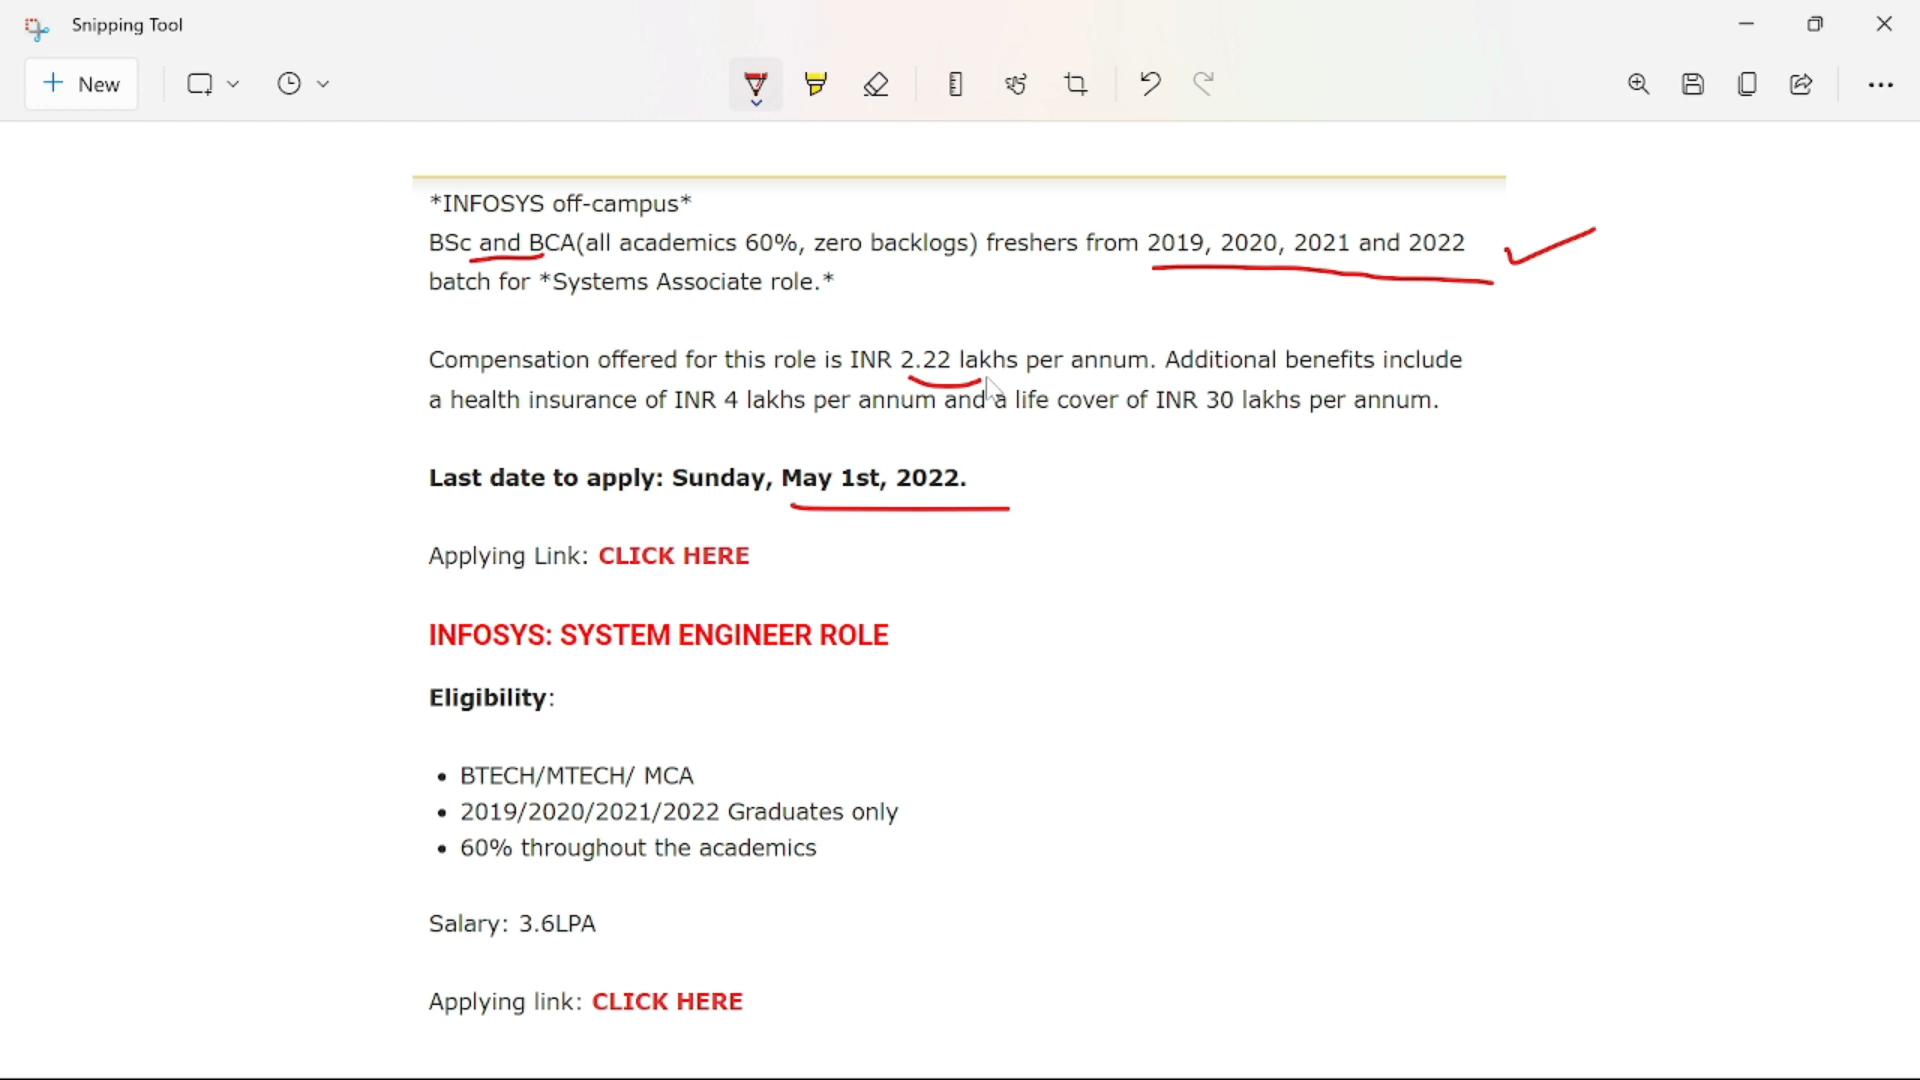 Snipping Tool
New
*INFOSYS off-campus*
BSc and BCA(all academics 60%, zero backlogs) freshers from 2019, 2020, 2021 and 2022
batch for *Systems Associate role.*
Compensation offered for this role is INR 2.22 lakhs per annum. Additional benefits include
a health insurance of INR 4 lakhs per annum and a life cover of INR 30 lakhs per annum.
Last date to apply: Sunday, May 1st, 2022.
Applying Link: CLICK HERE
INFOSYS: SYSTEM ENGINEER ROLE
Eligibility:
• BTECH/MTECH/ MCA
• 2019/2020/2021/2022 Graduates only
• 60% throughout the academics
Salary: 3.6LPA
Applying link: CLICK HERE